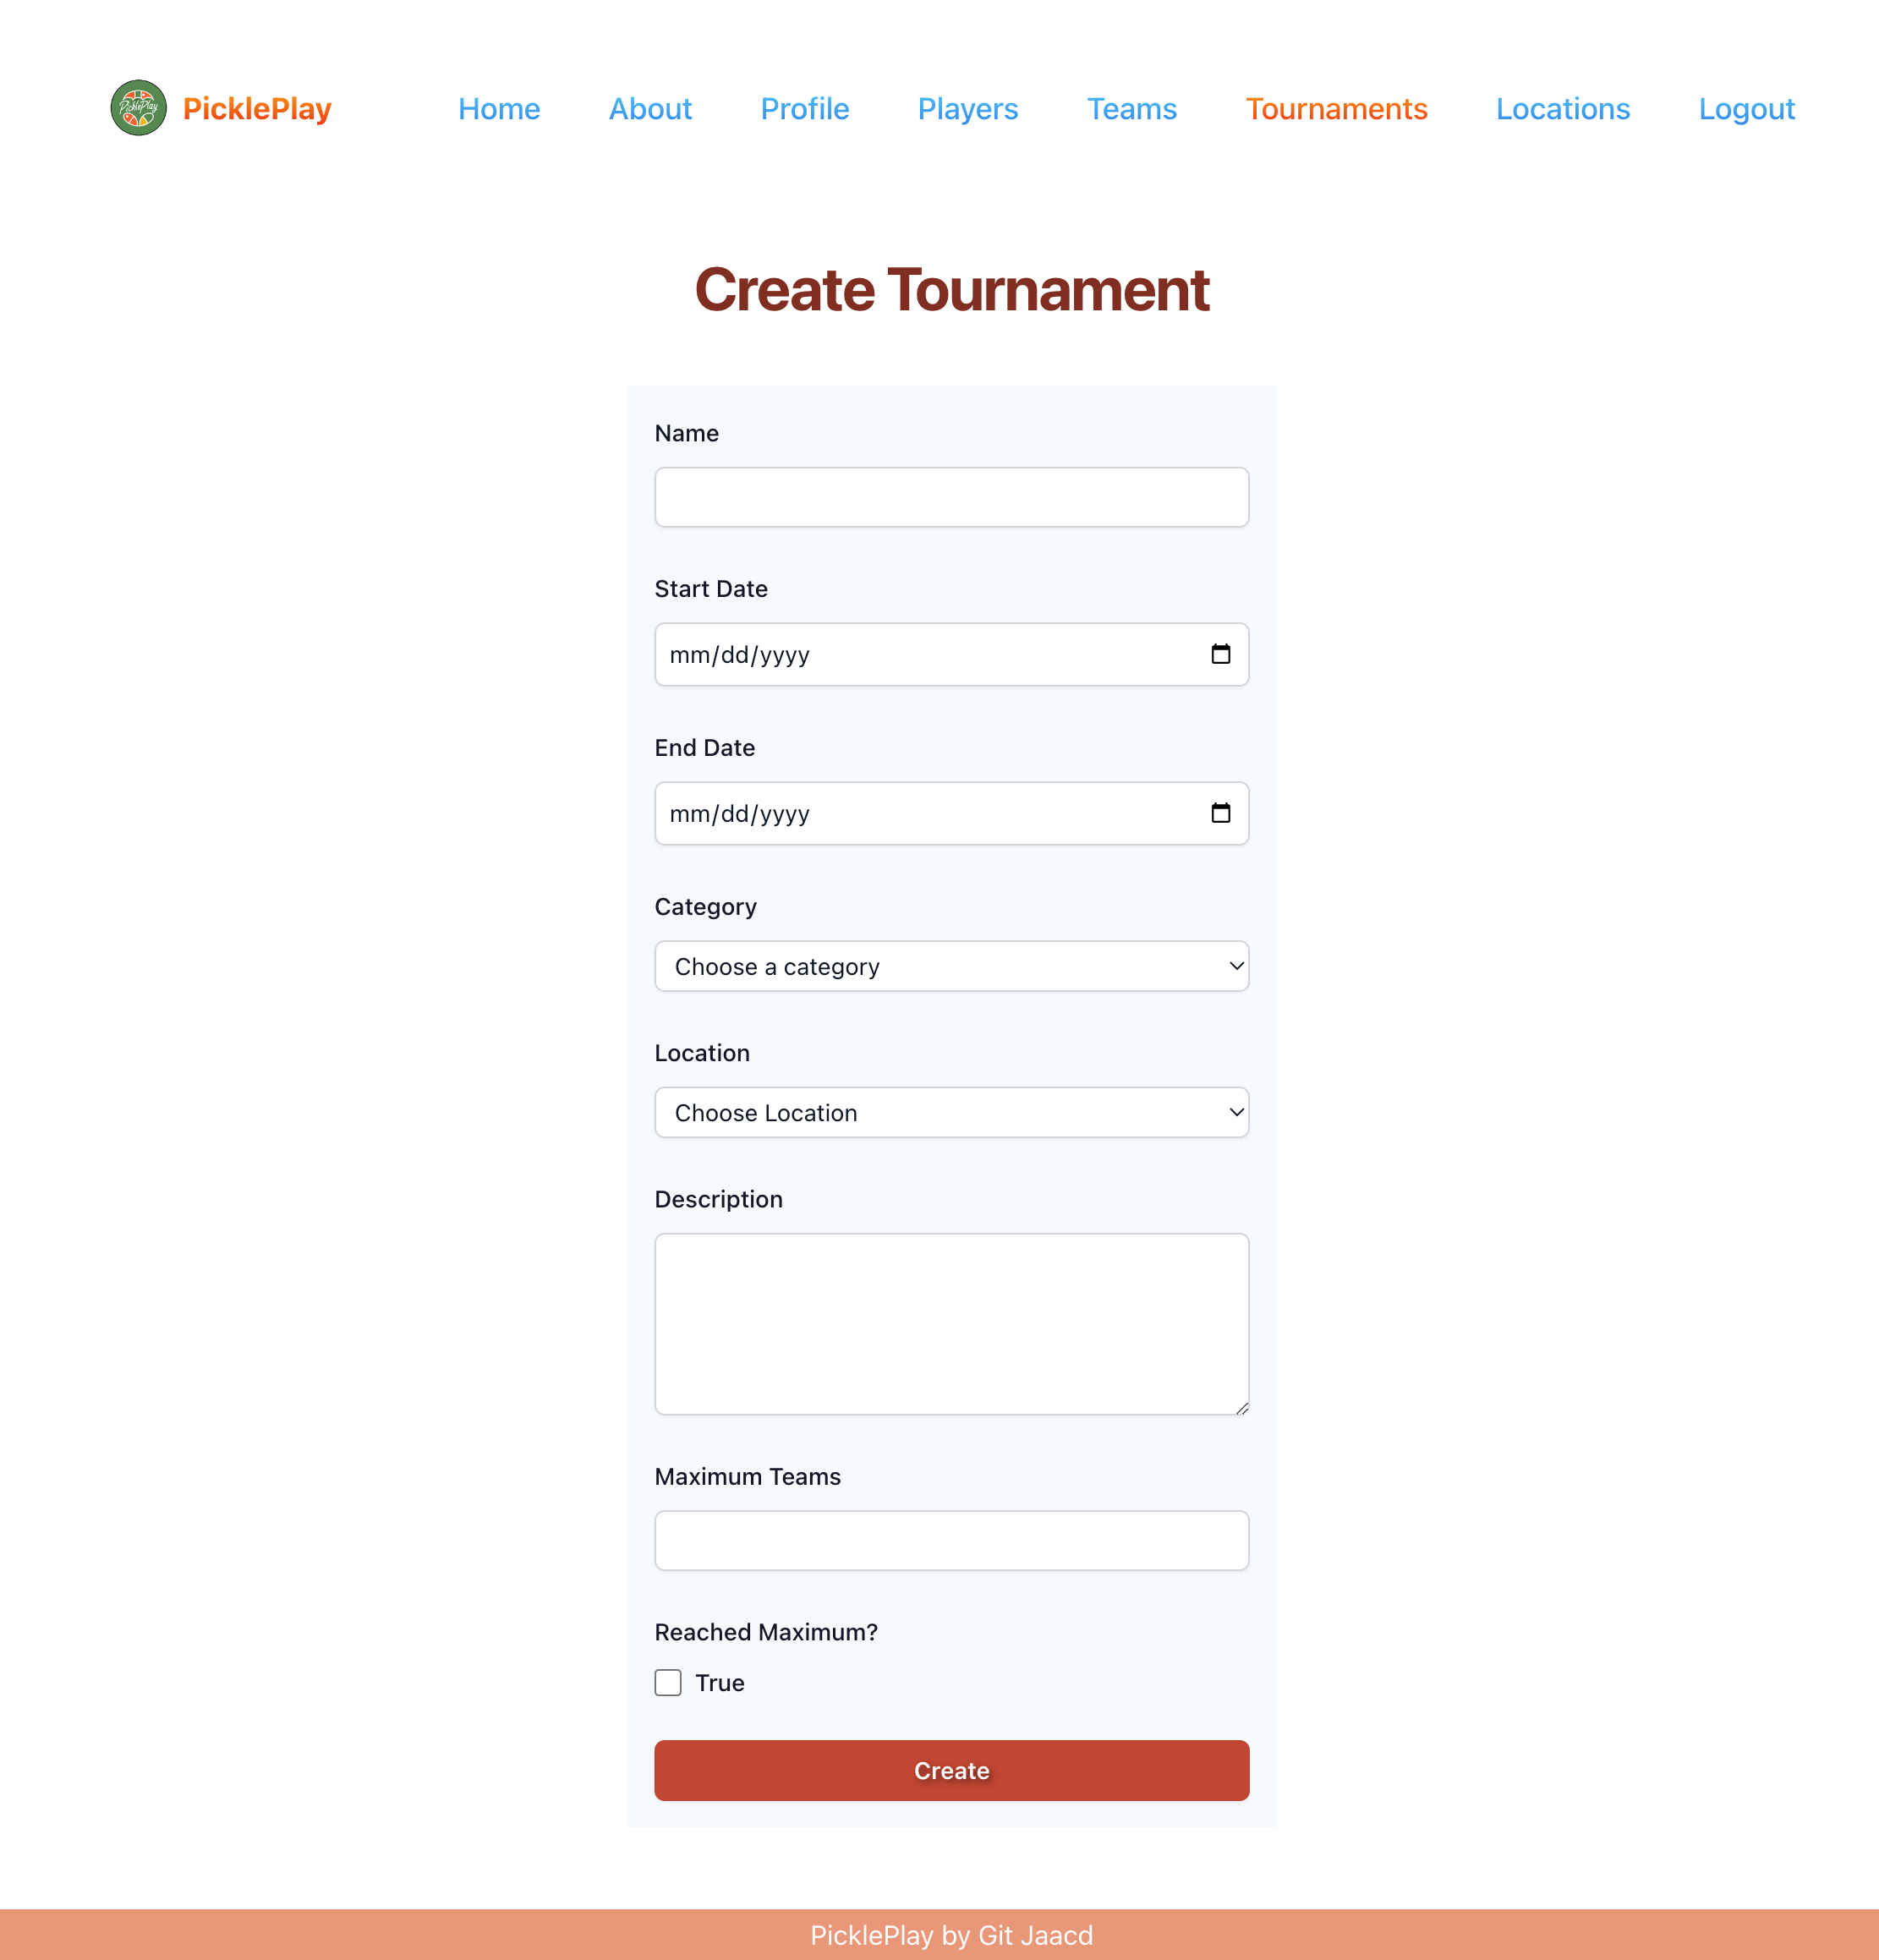 PicklePlay
PicklePlay Home About Profile Players Teams Tournaments Locations Logout
Create Tournament
Name
Start Date
mm/dd/yyyy
End Date
mm/dd/yyyy
Category
Choose a category
Location
Choose Location
Description
Maximum Teams
Reached Maximum?
True
Create
PicklePlay by Git Jaacd